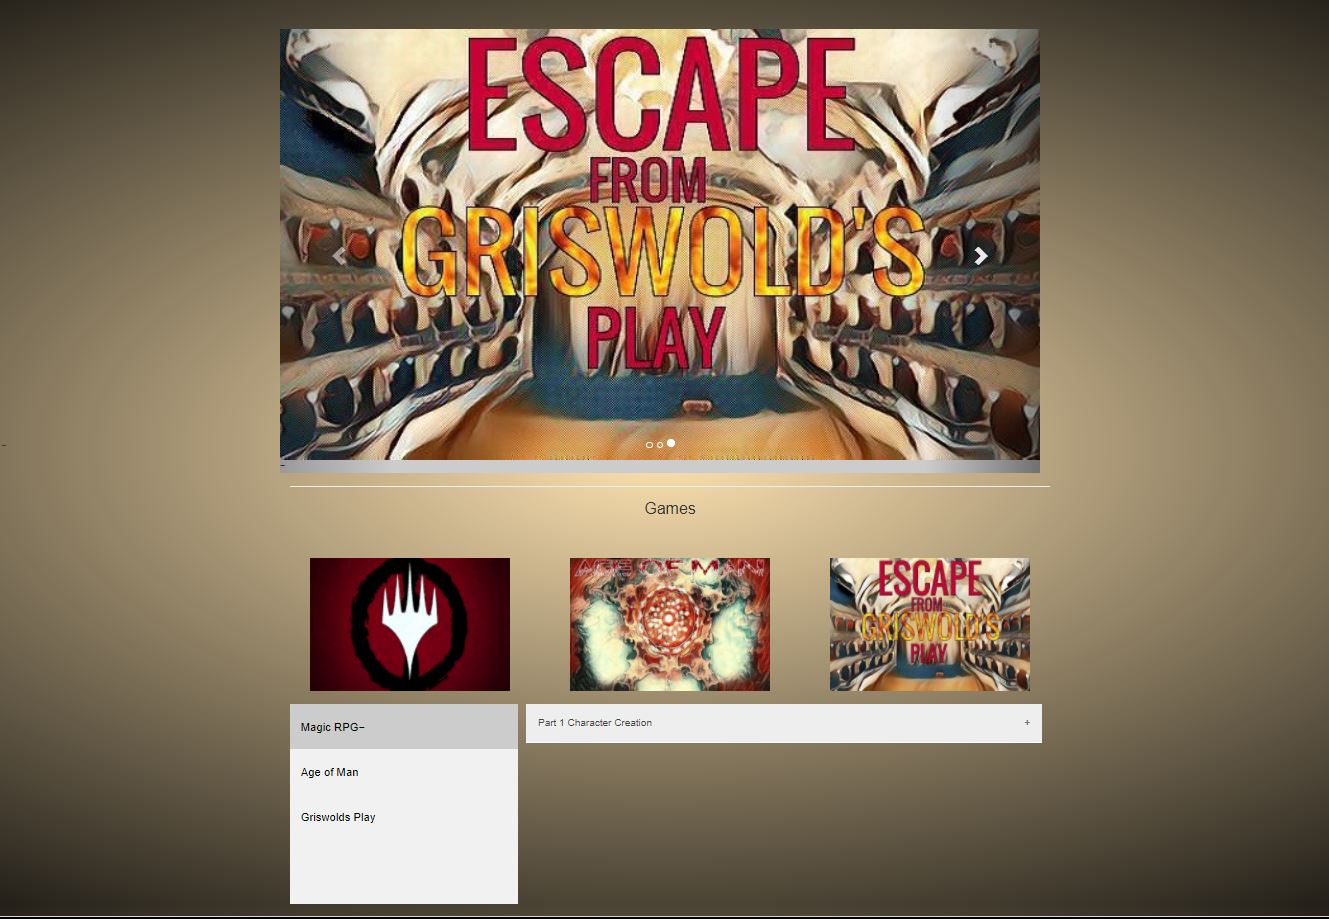 ESCAPE
FROM
GRISWOLD'S
PLAY
Games
AGE OF MAN
ESCAPE
FROM
GRISWOLD'S
PLAY
Magic RPG–
Part 1 Character Creation +
Age of Man
Griswolds Play